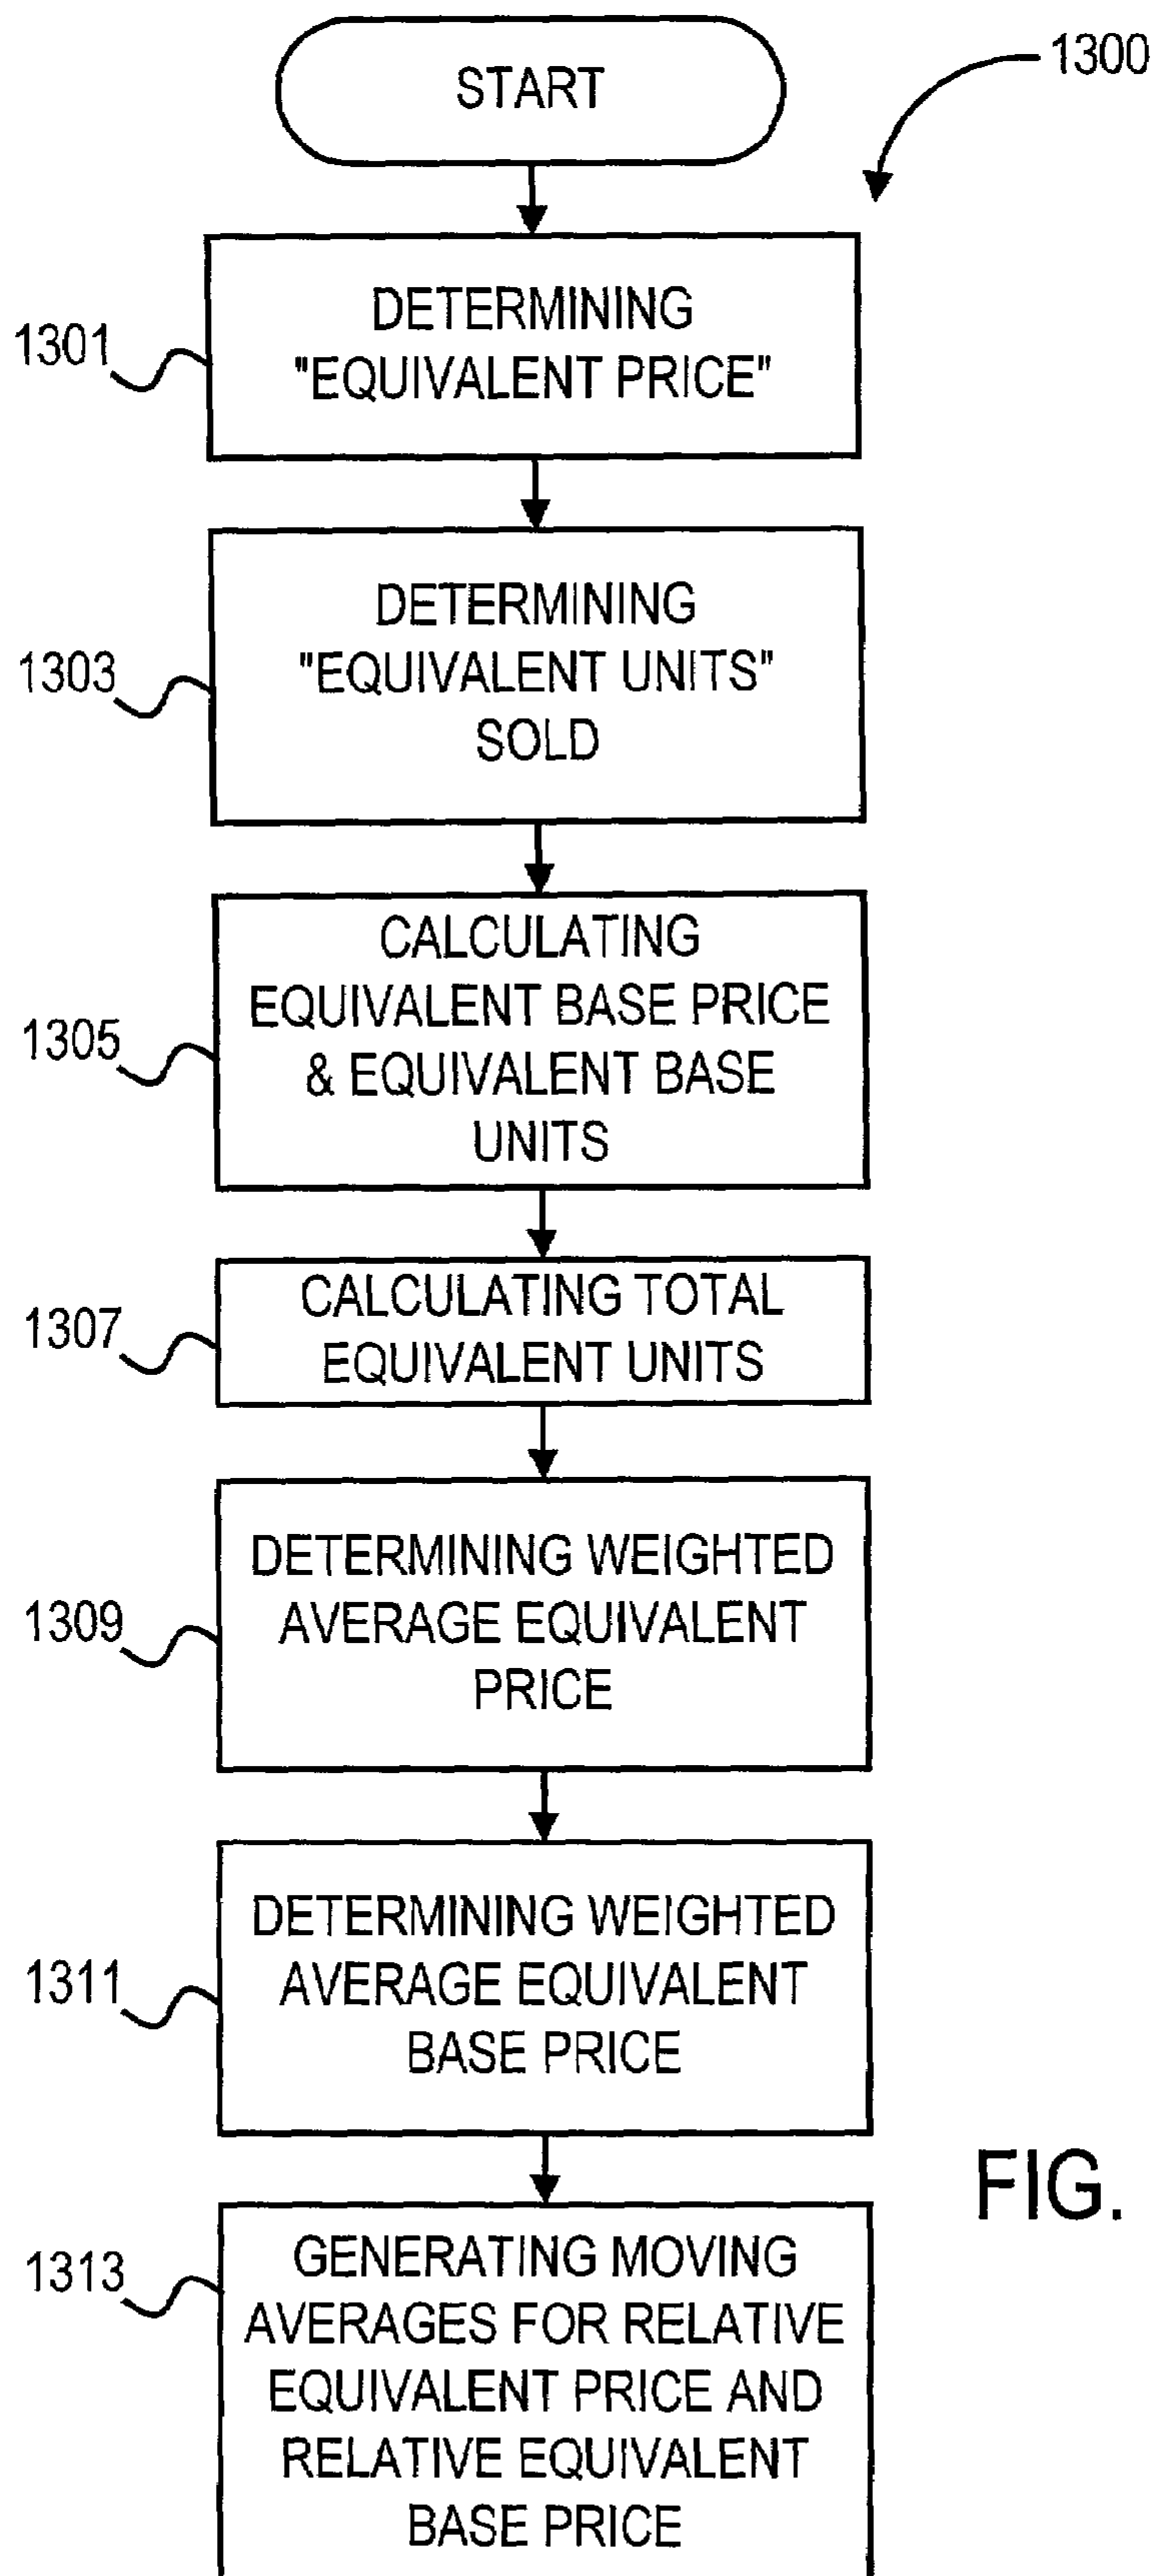 START
1300
DETERMINING
"EQUIVALENT PRICE"
1301
DETERMINING
"EQUIVALENT UNITS"
SOLD
1303
CALCULATING
EQUIVALENT BASE PRICE
& EQUIVALENT BASE
UNITS
1305
CALCULATING TOTAL
EQUIVALENT UNITS
1307
DETERMINING WEIGHTED
AVERAGE EQUIVALENT
PRICE
1309
DETERMINING WEIGHTED
AVERAGE EQUIVALENT
BASE PRICE
1311
FIG.
GENERATING MOVING
AVERAGES FOR RELATIVE
EQUIVALENT PRICE AND
RELATIVE EQUIVALENT
BASE PRICE
1313